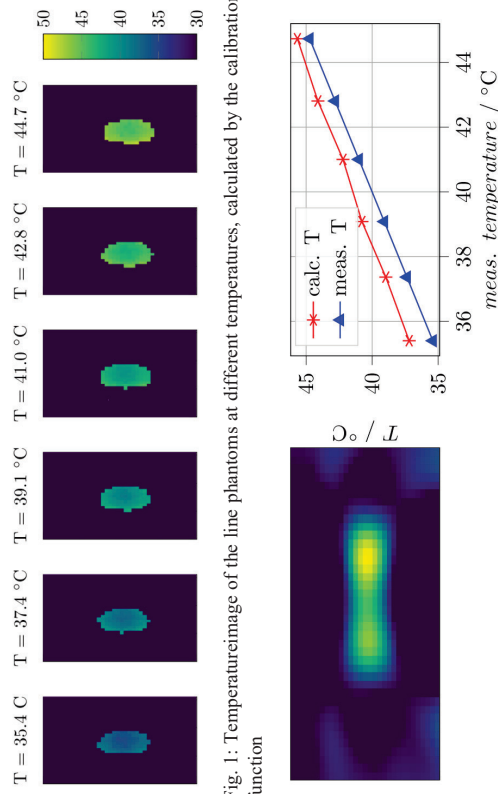 T = 35.4 C T = 37.4 °C T = 39.1 °C T = 41.0 °C T = 42.8 °C T = 44.7 °C
50
45
40
35
30
Fig. 1: Temperatureimage of the line phantoms at different temperatures, calculated by the calibration
function
T / °C
45
40
35
calc. T
meas. T
36 38 40 42 44
meas. temperature / °C